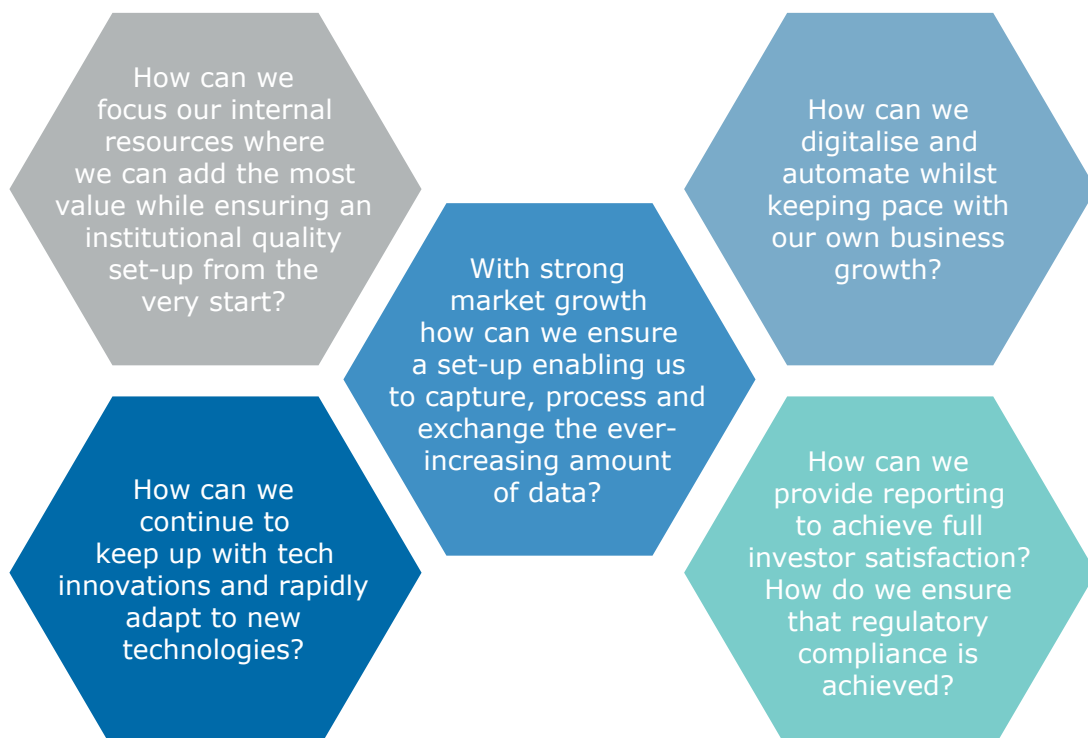 How can we
focus our internal
resources where
we can add the most
value while ensuring an
institutional quality
set-up from the
very start?
How can we
digitalise and
automate whilst
keeping pace with
our own business
growth?
With strong
market growth
how can we ensure
a set-up enabling us
to capture, process and
exchange the ever-
increasing amount
of data?
How can we
continue to
keep up with tech
innovations and rapidly
adapt to new
technologies?
How can we
provide reporting
to achieve full
investor satisfaction?
How do we ensure
that regulatory
compliance is
achieved?